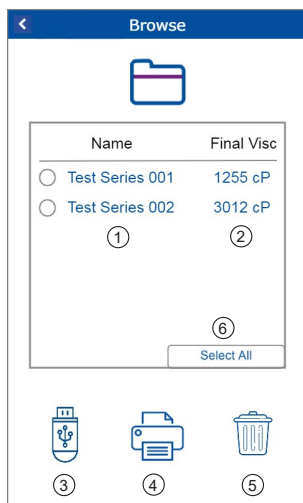 Browse
Name Final Visc
Test Series 001 1255 cP
Test Series 002 3012 cP
1 2
6
Select All
3 4 5